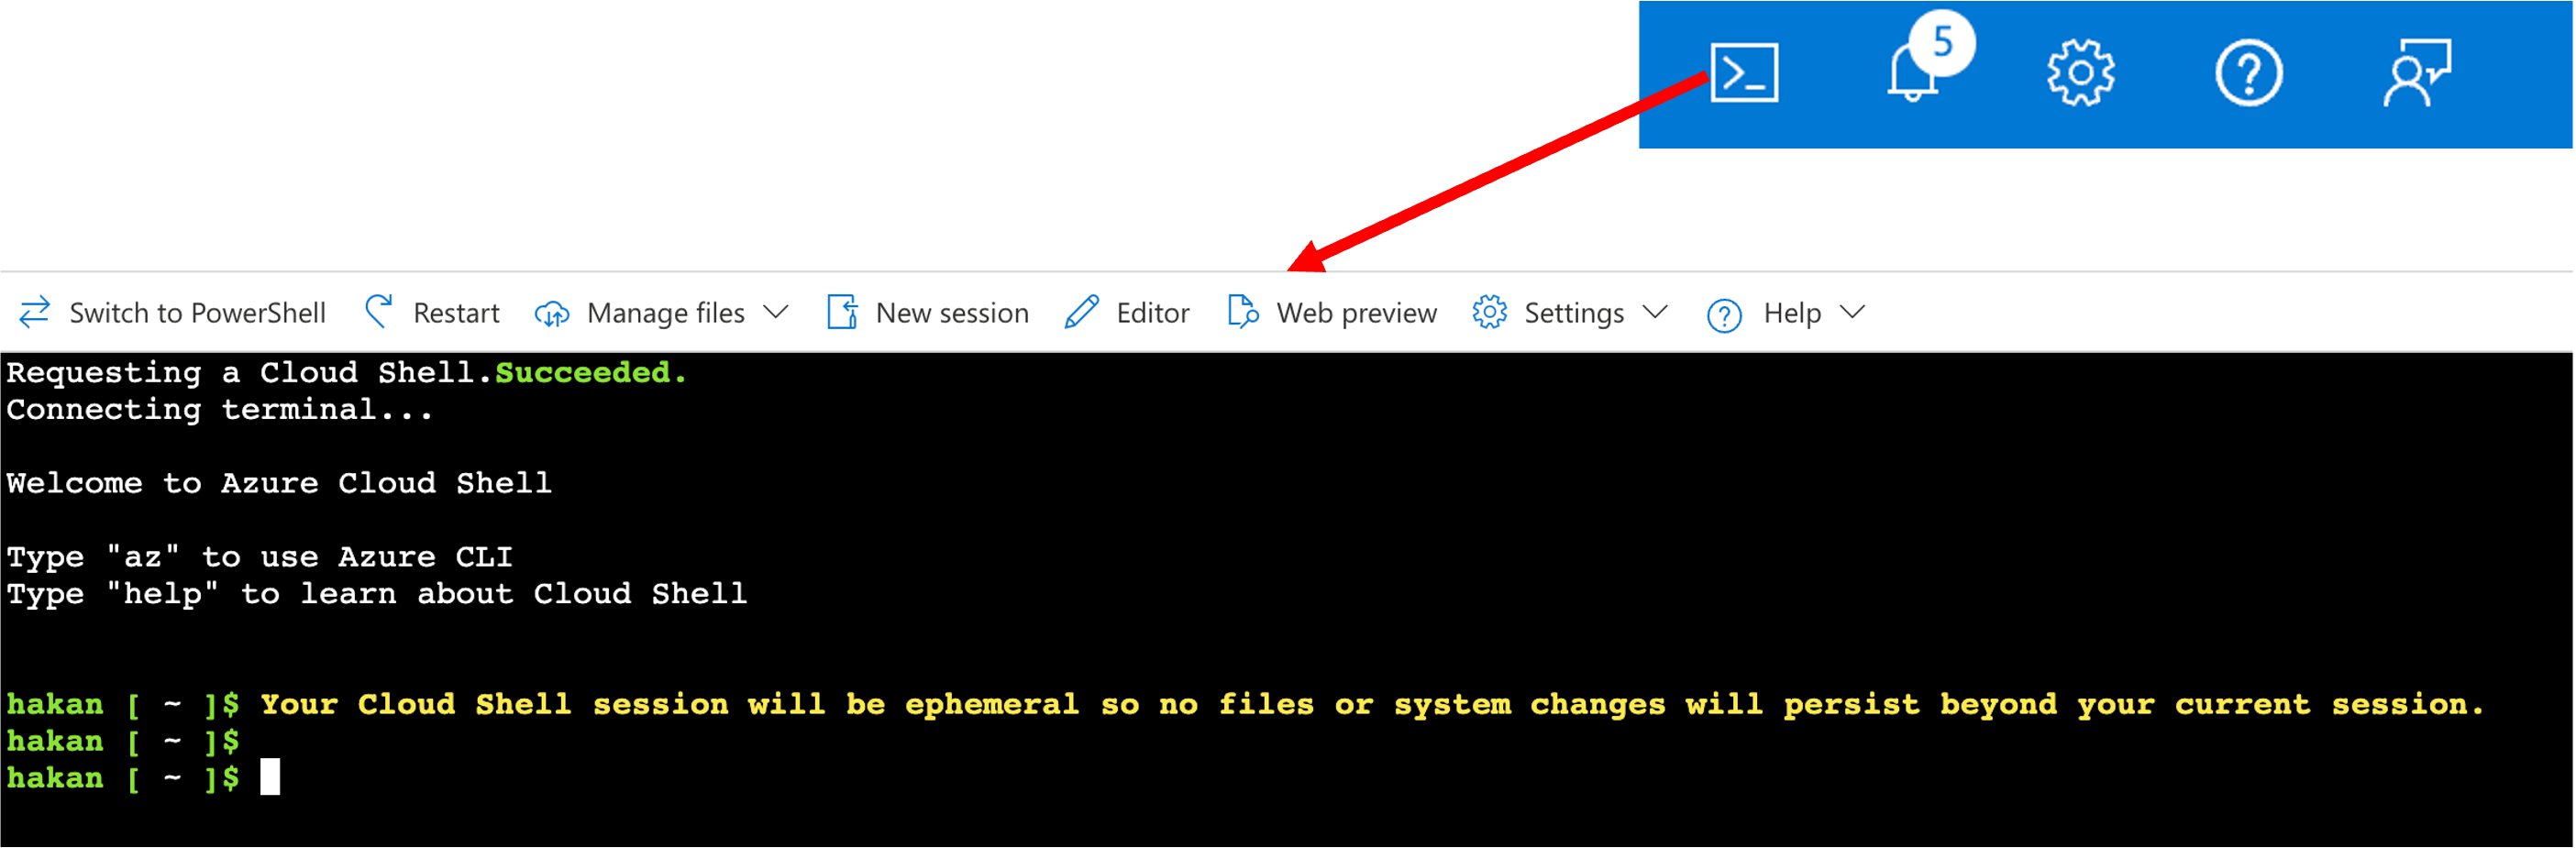 5
Switch to PowerShell Restart Manage files New session Editor Web preview Settings Help
Requesting a Cloud Shell.Succeeded.
Connecting terminal...
Welcome to Azure Cloud Shell
Type "az" to use Azure CLI
Type "help" to learn about Cloud Shell
hakan [ ~ ]$ Your Cloud Shell session will be ephemeral so no files or system changes will persist beyond your current session.
hakan [ ~ ]$
hakan [ ~ ]$